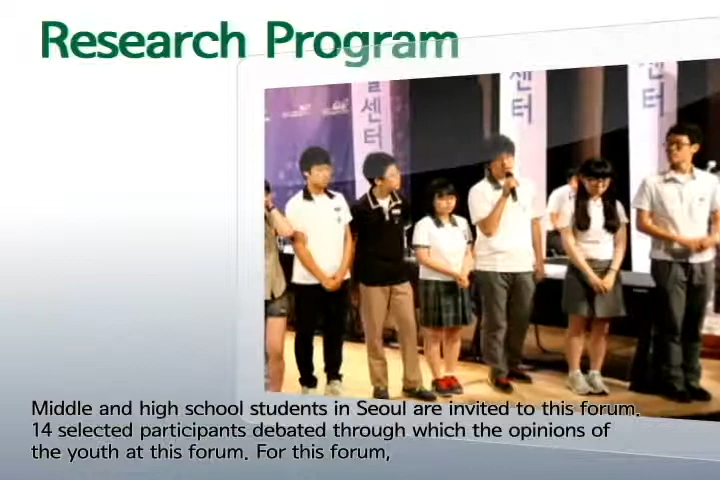 Research Program
센터
센터
센터
Middle and high school students in Seoul are invited to this forum.
14 selected participants debated through which the opinions of
the youth at this forum. For this forum,